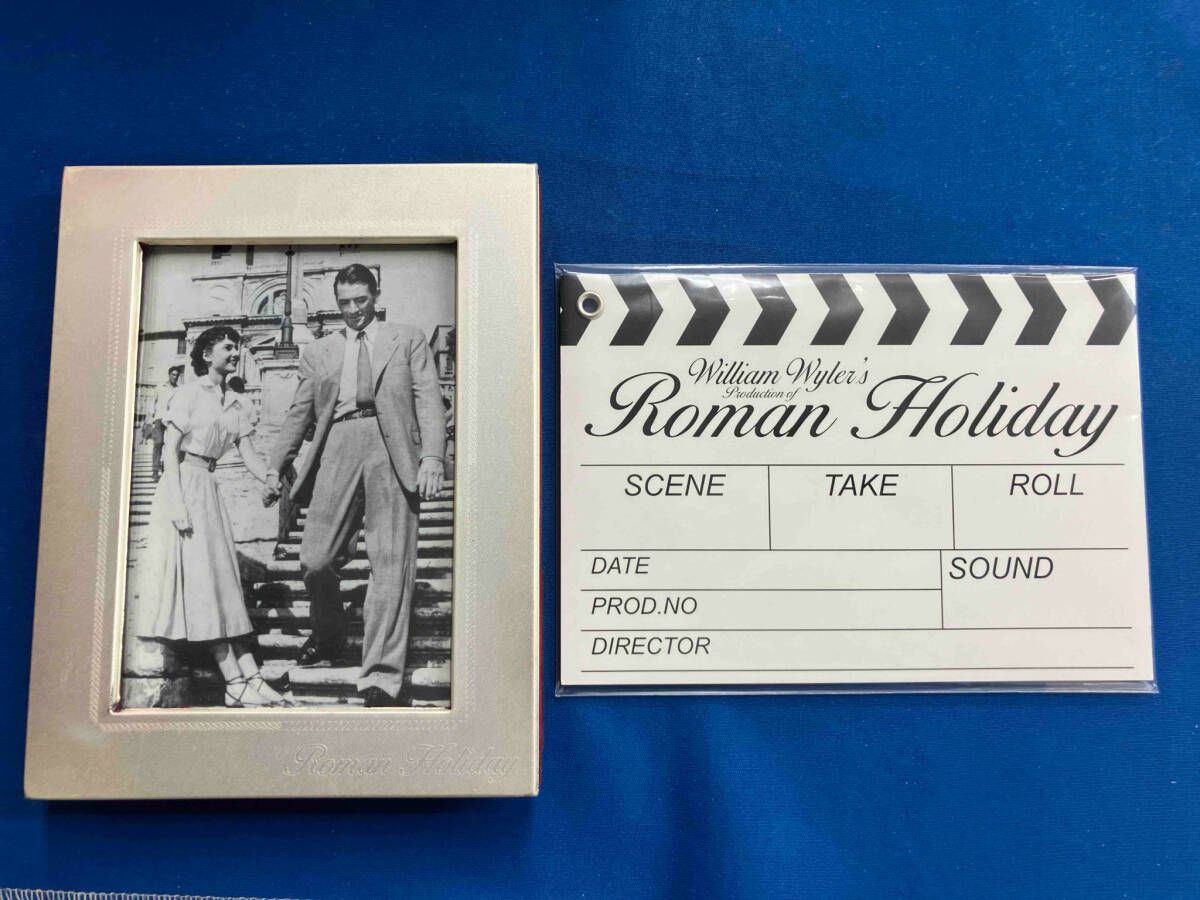 Roman Holiday
William Wyler's
Production of
Roman Holiday
SCENE TAKE ROLL
DATE
SOUND
PROD.NO
DIRECTOR